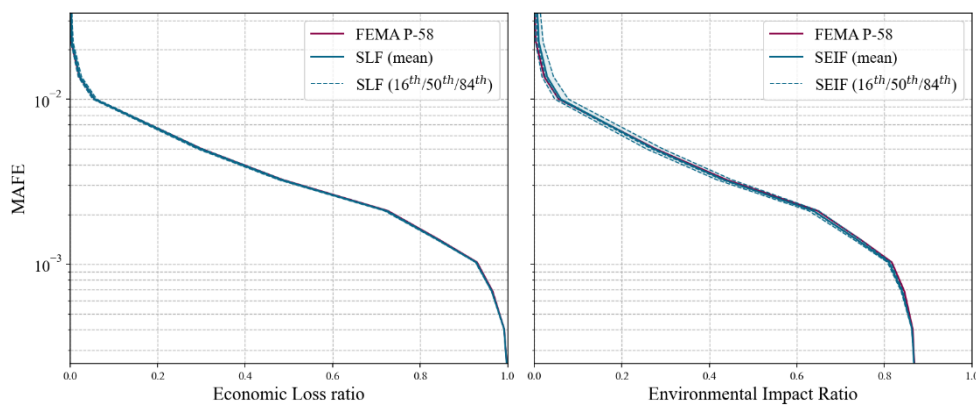 FEMA P-58
SLF (mean)
SLF (16th/50th/84th)
FEMA P-58
SEIF (mean)
SEIF (16th/50th/84th)
MAFE
10−2
10−3
0.0 0.2 0.4 0.6 0.8 1.0
0.0 0.2 0.4 0.6 0.8 1.0
Economic Loss ratio
Environmental Impact Ratio